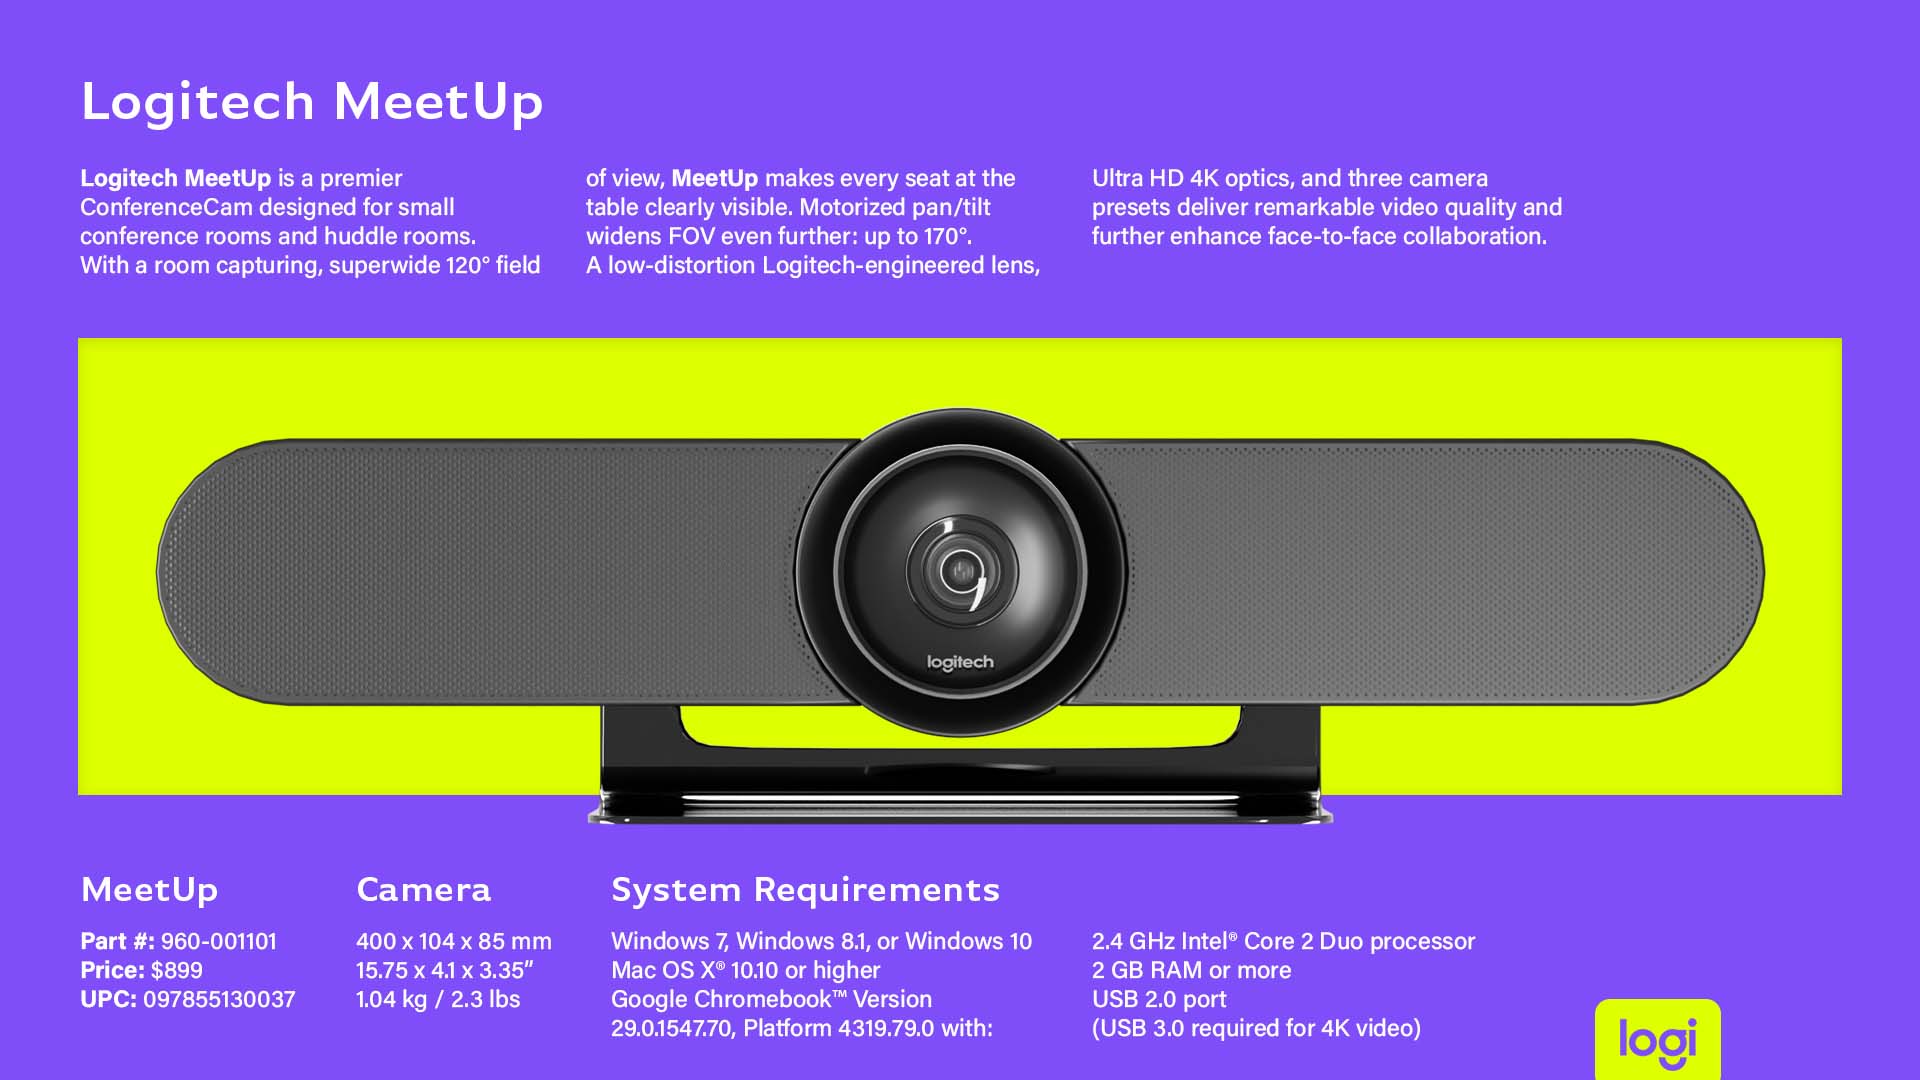 Logitech MeetUp
Logitech MeetUp is a premier
ConferenceCam designed for small
conference rooms and huddle rooms.
With a room capturing, superwide 120° field
of view, MeetUp makes every seat at the
table clearly visible. Motorized pan/tilt
widens FOV even further: up to 170°.
A low-distortion Logitech-engineered lens,
Ultra HD 4K optics, and three camera
presets deliver remarkable video quality and
further enhance face-to-face collaboration.
logitech
MeetUp
Part #: 960-001101
Price: $899
UPC: 097855130037
Camera
400 x 104 x 85 mm
15.75 x 4.1 x 3.35”
1.04 kg / 2.3 lbs
System Requirements
Windows 7, Windows 8.1, or Windows 10
Mac OS X® 10.10 or higher
Google Chromebook™ Version
29.0.1547.70, Platform 4319.79.0 with:
2.4 GHz Intel® Core 2 Duo processor
2 GB RAM or more
USB 2.0 port
(USB 3.0 required for 4K video)
logi